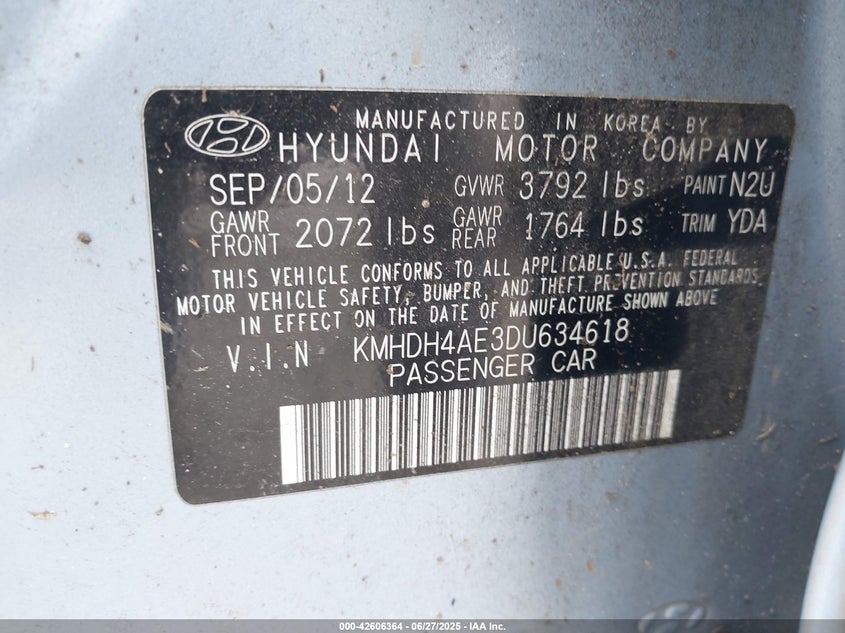 MANUFACTURED IN KOREA BY
HYUNDAI MOTOR COMPANY
SEP/05/12 GVWR 3792 lbs PAINT N2U
GAWR FRONT 2072 lbs GAWR REAR 1764 lbs TRIM YDA
THIS VEHICLE CONFORMS TO ALL APPLICABLE U.S.A. FEDERAL
MOTOR VEHICLE SAFETY, BUMPER, AND THEFT PREVENTION STANDARDS
IN EFFECT ON THE DATE OF MANUFACTURE SHOWN ABOVE
V.I.N KMHDH4AE3DU634618
PASSENGER CAR
000-42606364 | 06/27/2025 - IAA Inc.